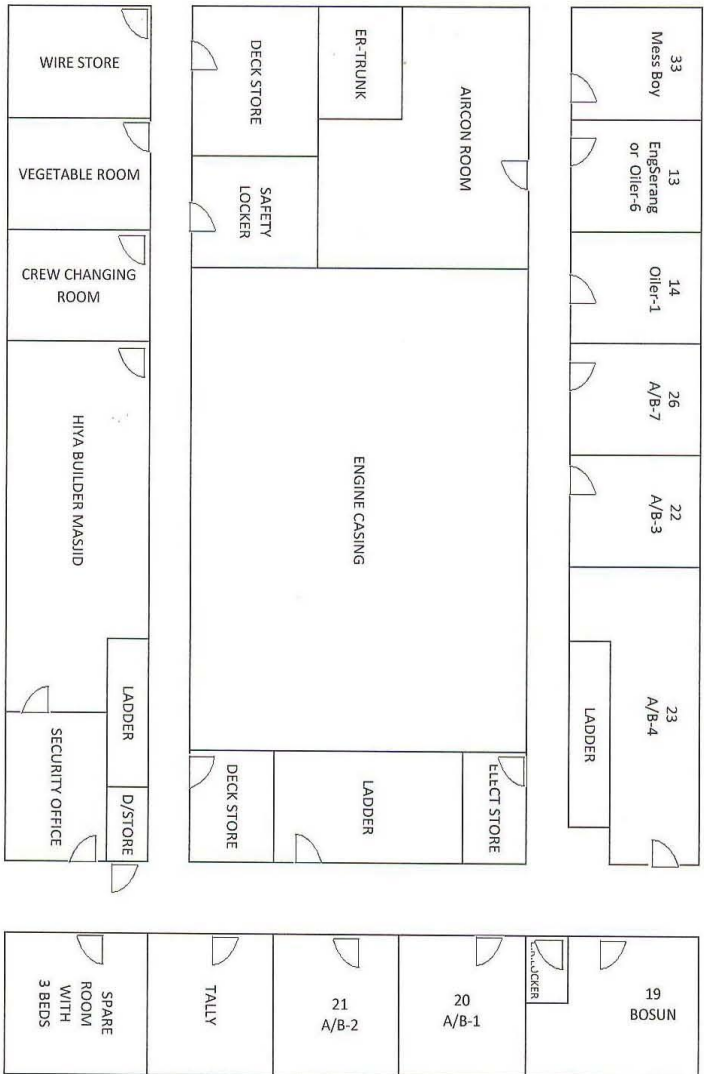 WIRE STORE
VEGETABLE ROOM
CREW CHANGING
ROOM
HIYA BUILDER MASJID
LADDER
SECURITY OFFICE
D/STORE
DECK STORE
ER-TRUNK
AIRCON ROOM
SAFETY
LOCKER
ENGINE CASING
DECK STORE
LADDER
ELECT STORE
33
Mess Boy
13
EngSerang
or Oiler-6
14
Oiler-1
26
A/B-7
22
A/B-3
23
A/B-4
LADDER
SPARE
ROOM
WITH
3 BEDS
TALLY
21
A/B-2
20
A/B-1
19
BOSUN